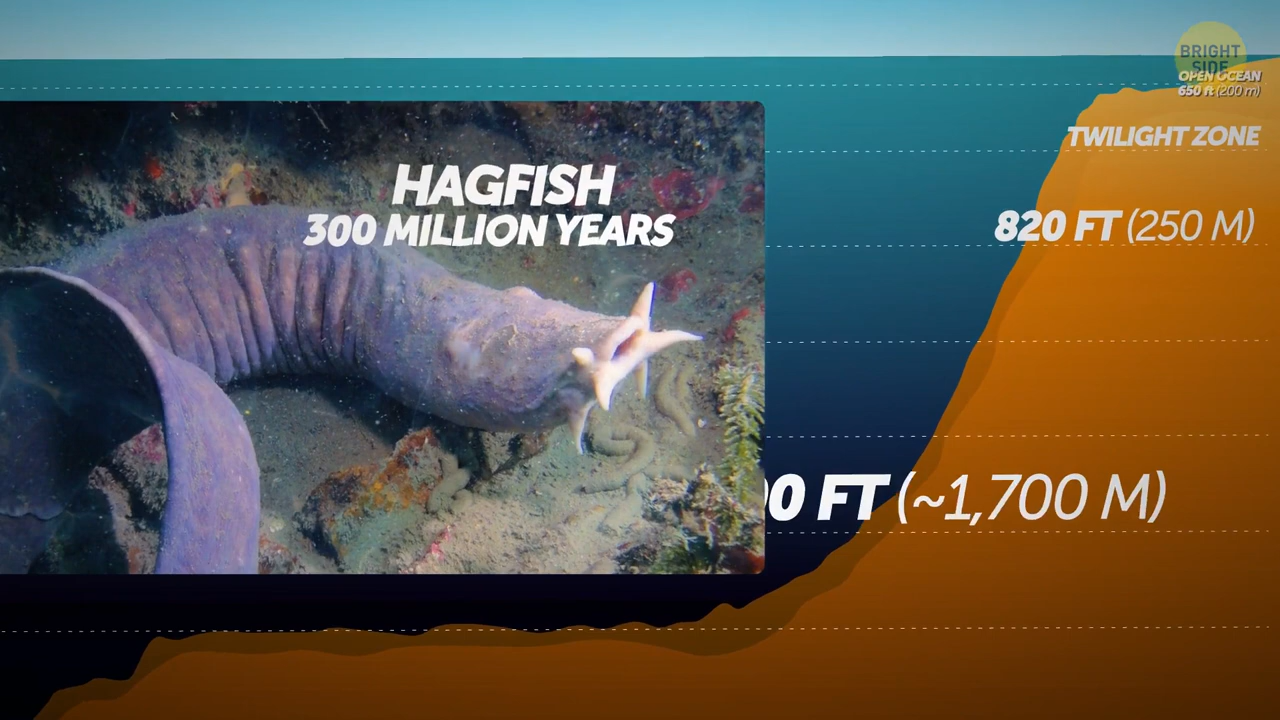 BRIGHT
SIDE
OPEN OCEAN
650 ft (200 m)
TWILIGHT ZONE
HAGFISH
300 MILLION YEARS
820 FT (250 M)
0 FT (~1,700 M)